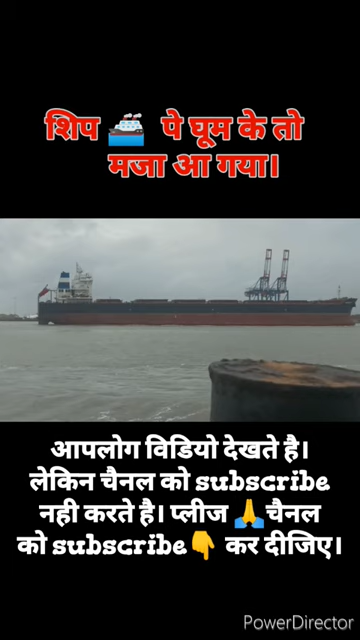 शिप 🚢 पे घूम के तो
मजा आ गया।
आपलोग विडियो देखते है।
लेकिन चैनल को subscribe
नही करते है। प्लीज 🙏 चैनल
को subscribe👇 कर दीजिए।
PowerDirector